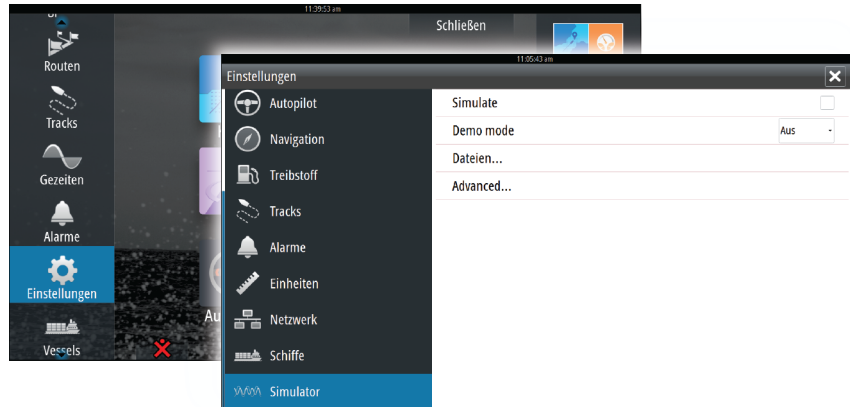 11:39:53 am
Schließen
Routen
Tracks
Gezeiten
Alarme
Einstellungen
Vessels
Au
11:05:43 am
Einstellungen
Autopilot
Navigation
Treibstoff
Tracks
Alarme
Einheiten
Netzwerk
Schiffe
Simulator
Simulate
Demo mode
Aus
Dateien...
Advanced...